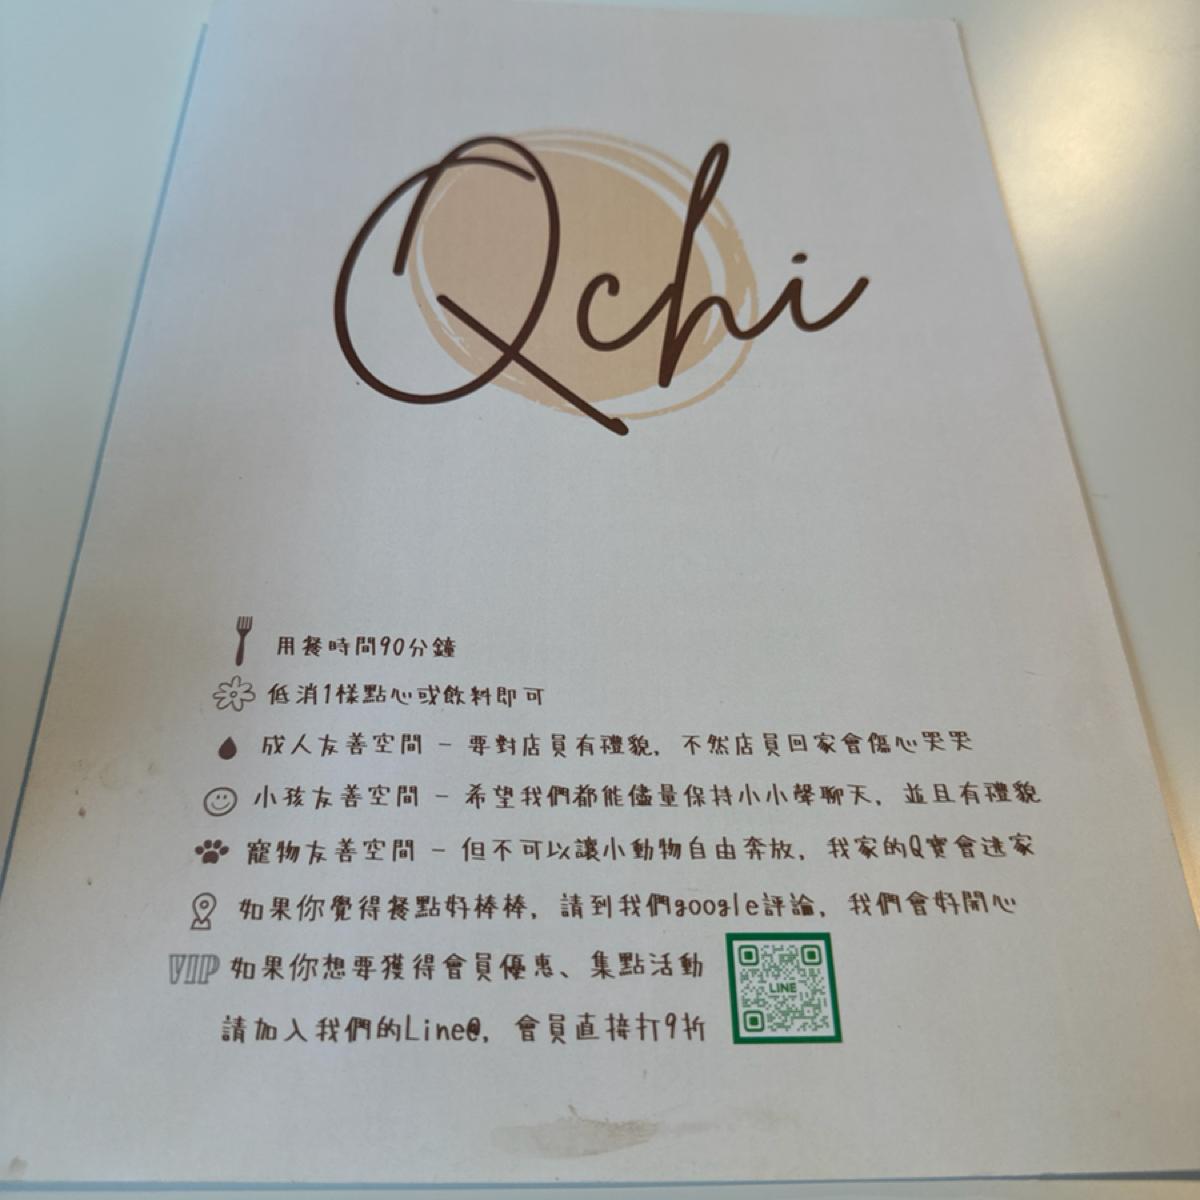 Qchi
用餐時間90分鐘
低消1樣點心或飲料即可
成人友善空間 - 要對店員有禮貌，不然店員回家會傷心哭哭
小孩友善空間 - 希望我們都能儘量保持小小聲聊天，並且有禮貌
寵物友善空間 - 但不可以讓小動物自由奔放，我家的Q寶會逃家
如果你覺得餐點好棒棒，請到我們google評論，我們會好開心
VIP 如果你想要獲得會員優惠、集點活動
LINE
請加入我們的Line@，會員直接打9折